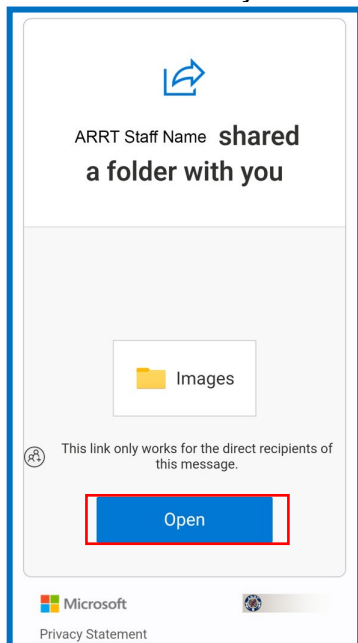 ARRT Staff Name shared
a folder with you
Images
This link only works for the direct recipients of
this message.
Open
Microsoft
Privacy Statement